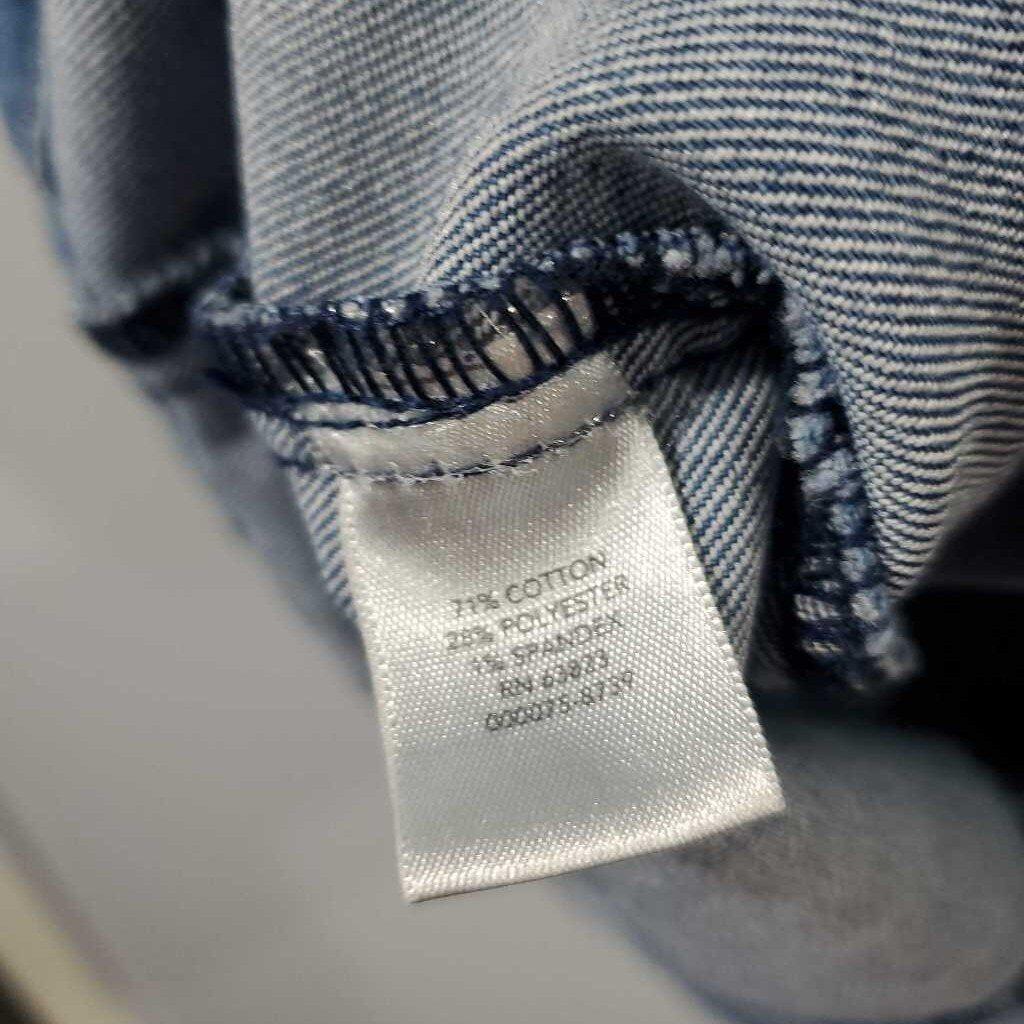 71% COTTON
28% POLYESTER
1% SPANDEX
RN 63823
000075-8739